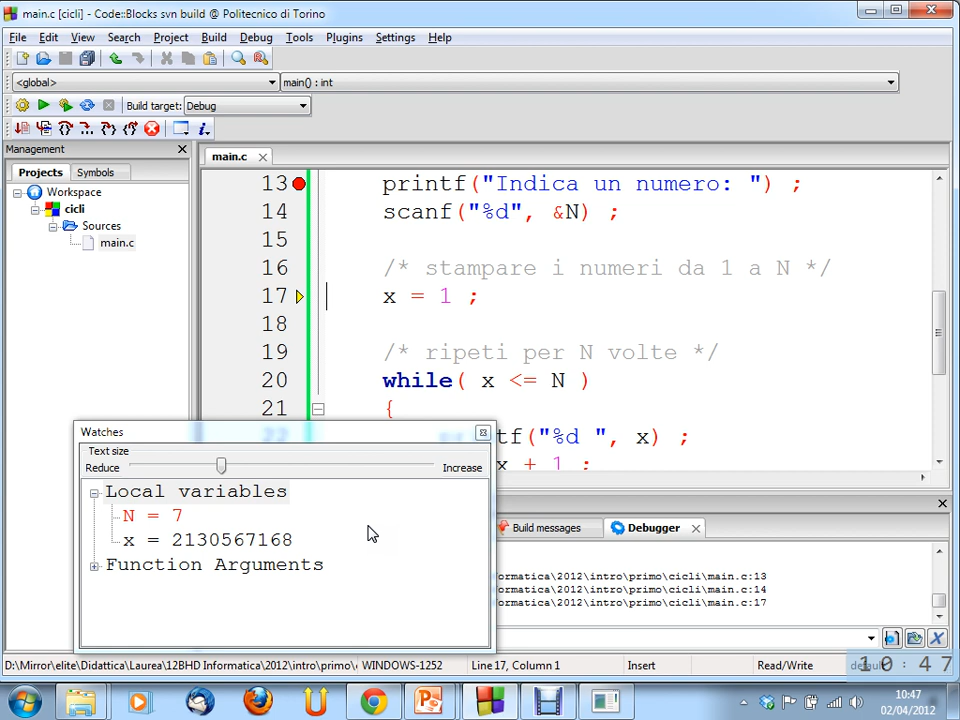 main.c [cicli] - Code::Blocks svn build @ Politecnico di Torino
File Edit View Search Project Build Debug Tools Plugins Settings Help
<global> main() : int
Build target: Debug
Management
main.c
Projects Symbols
Workspace
cicli
Sources
main.c
13 printf("Indica un numero: ") ;
14 scanf("%d", &N) ;
15
16 /* stampare i numeri da 1 a N */
17 x = 1 ;
18
19 /* ripeti per N volte */
20 while( x <= N )
21 {
22 tf("%d ", x) ;
x + 1 ;
Watches
Text size
Reduce Increase
Local variables
N = 7
x = 2130567168
Function Arguments
Build messages Debugger
formatica\2012\intro\primo\cicli\main.c:13
formatica\2012\intro\primo\cicli\main.c:14
formatica\2012\intro\primo\cicli\main.c:17
D:\Mirror\elite\Didattica\Laurea\12BHD Informatica\2012\intro\primo\ WINDOWS-1252 Line 17, Column 1 Insert Read/Write
10:47
10:47
02/04/2012